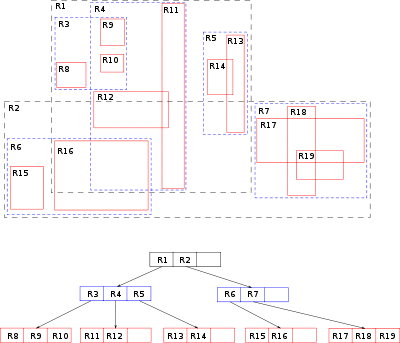 R1
R4
R11
R3
R9
R5
R13
R10
R8
R14
R12
R2
R7
R18
R17
R6
R16
R19
R15
R1 R2
R3 R4 R5
R6 R7
R8 R9 R10
R11 R12
R13 R14
R15 R16
R17 R18 R19